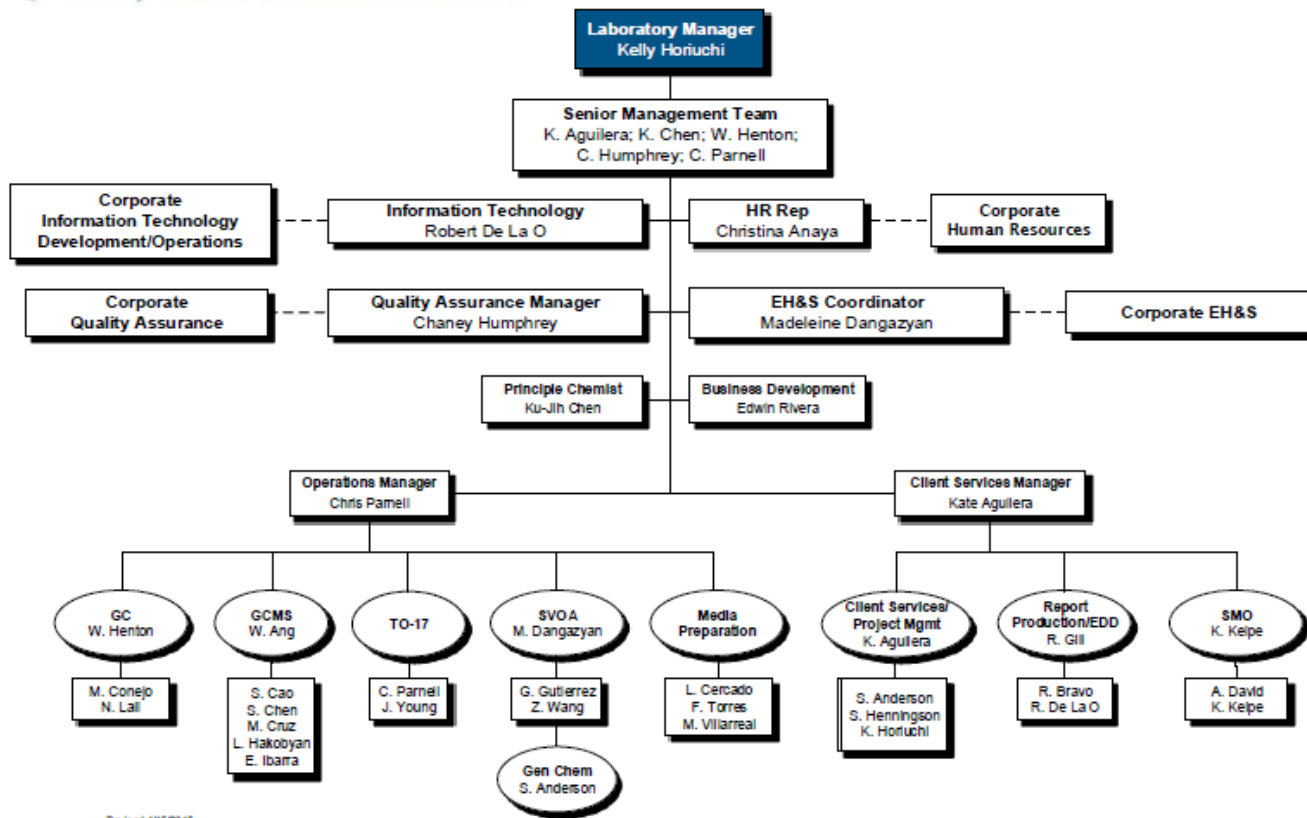 Laboratory Manager
Kelly Horiuchi
Senior Management Team
K. Aguilera; K. Chen; W. Henton;
C. Humphrey; C. Parnell
Corporate
Information Technology
Development/Operations
Information Technology
Robert De La O
HR Rep
Christina Anaya
Corporate
Human Resources
Corporate
Quality Assurance
Quality Assurance Manager
Chaney Humphrey
EH&S Coordinator
Madeleine Dangazyan
Corporate EH&S
Principle Chemist
Ku-Jih Chen
Business Development
Edwin Rivera
Operations Manager
Chris Parnell
Client Services Manager
Kate Aguilera
GC
W. Henton
GCMS
W. Ang
TO-17
SVOA
M. Dangazyan
Media
Preparation
Client Services/
Project Mgmt
K. Aguilera
Report
Production/EDD
R. Gill
SMO
K. Kelpe
M. Conejo
N. Lall
S. Cao
S. Chen
M. Cruz
L. Hakobyan
E. Ibarra
C. Parnell
J. Young
G. Gutierrez
Z. Wang
L. Cercado
F. Torres
M. Villarreal
S. Anderson
S. Henningson
K. Horiuchi
R. Bravo
R. De La O
A. David
K. Kelpe
Gen Chem
S. Anderson